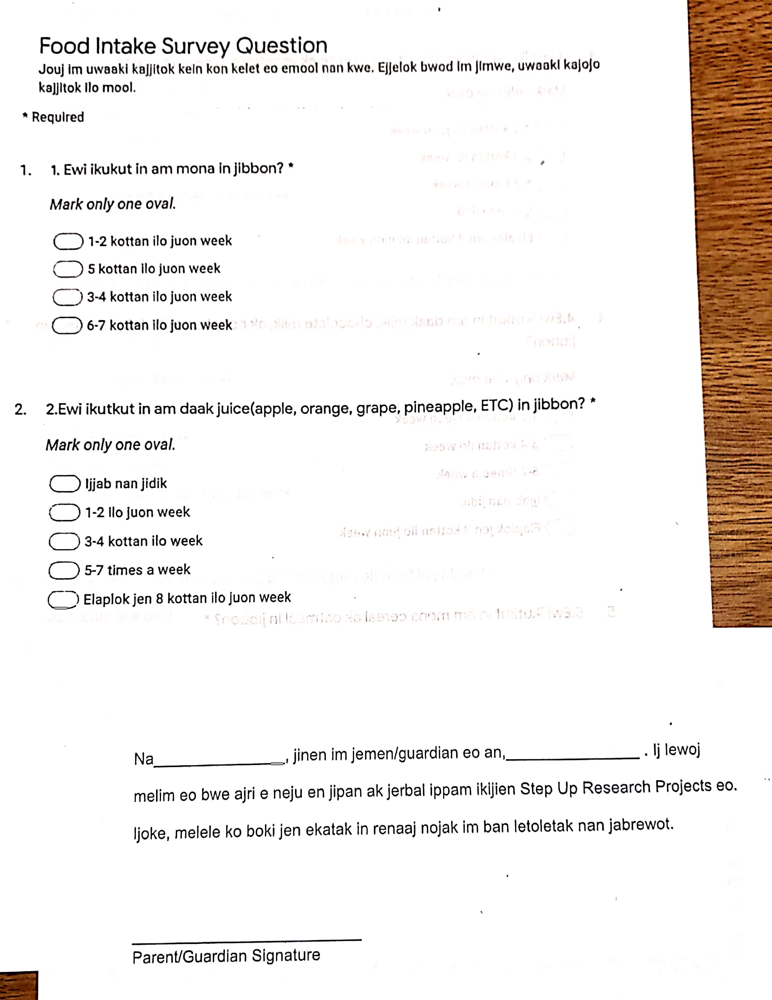 Food Intake Survey Question
Jouj im uwaaki kajjitok kein kon kelet eo emool nan kwe. Ejjelok bwod im jimwe, uwaaki kajojo
kajjitok ilo mool.
* Required
1. 1. Ewi ikukut in am mona in jibbon? *
Mark only one oval.
1-2 kottan ilo juon week
5 kottan ilo juon week
3-4 kottan ilo juon week
6-7 kottan ilo juon week
2. 2.Ewi ikutkut in am daak juice(apple, orange, grape, pineapple, ETC) in jibbon? *
Mark only one oval.
Ijjab nan jidik
1-2 ilo juon week
3-4 kottan ilo week
5-7 times a week
Elaplok jen 8 kottan ilo juon week
Na______________, jinen im jemen/guardian eo an,______________. Ij lewoj
melim eo bwe ajri e neju en jipan ak jerbal ippam ikijien Step Up Research Projects eo.
Ijoke, melele ko boki jen ekatak in renaaj nojak im ban letoletak nan jabrewot.
Parent/Guardian Signature